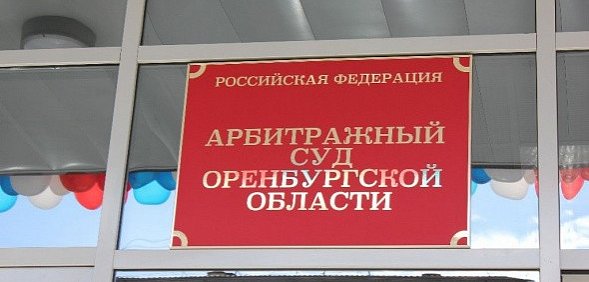 РОССИЙСКАЯ ФЕДЕРАЦИЯ
АРБИТРАЖНЫЙ
СУД
ОРЕНБУРГСКОЙ
ОБЛАСТИ